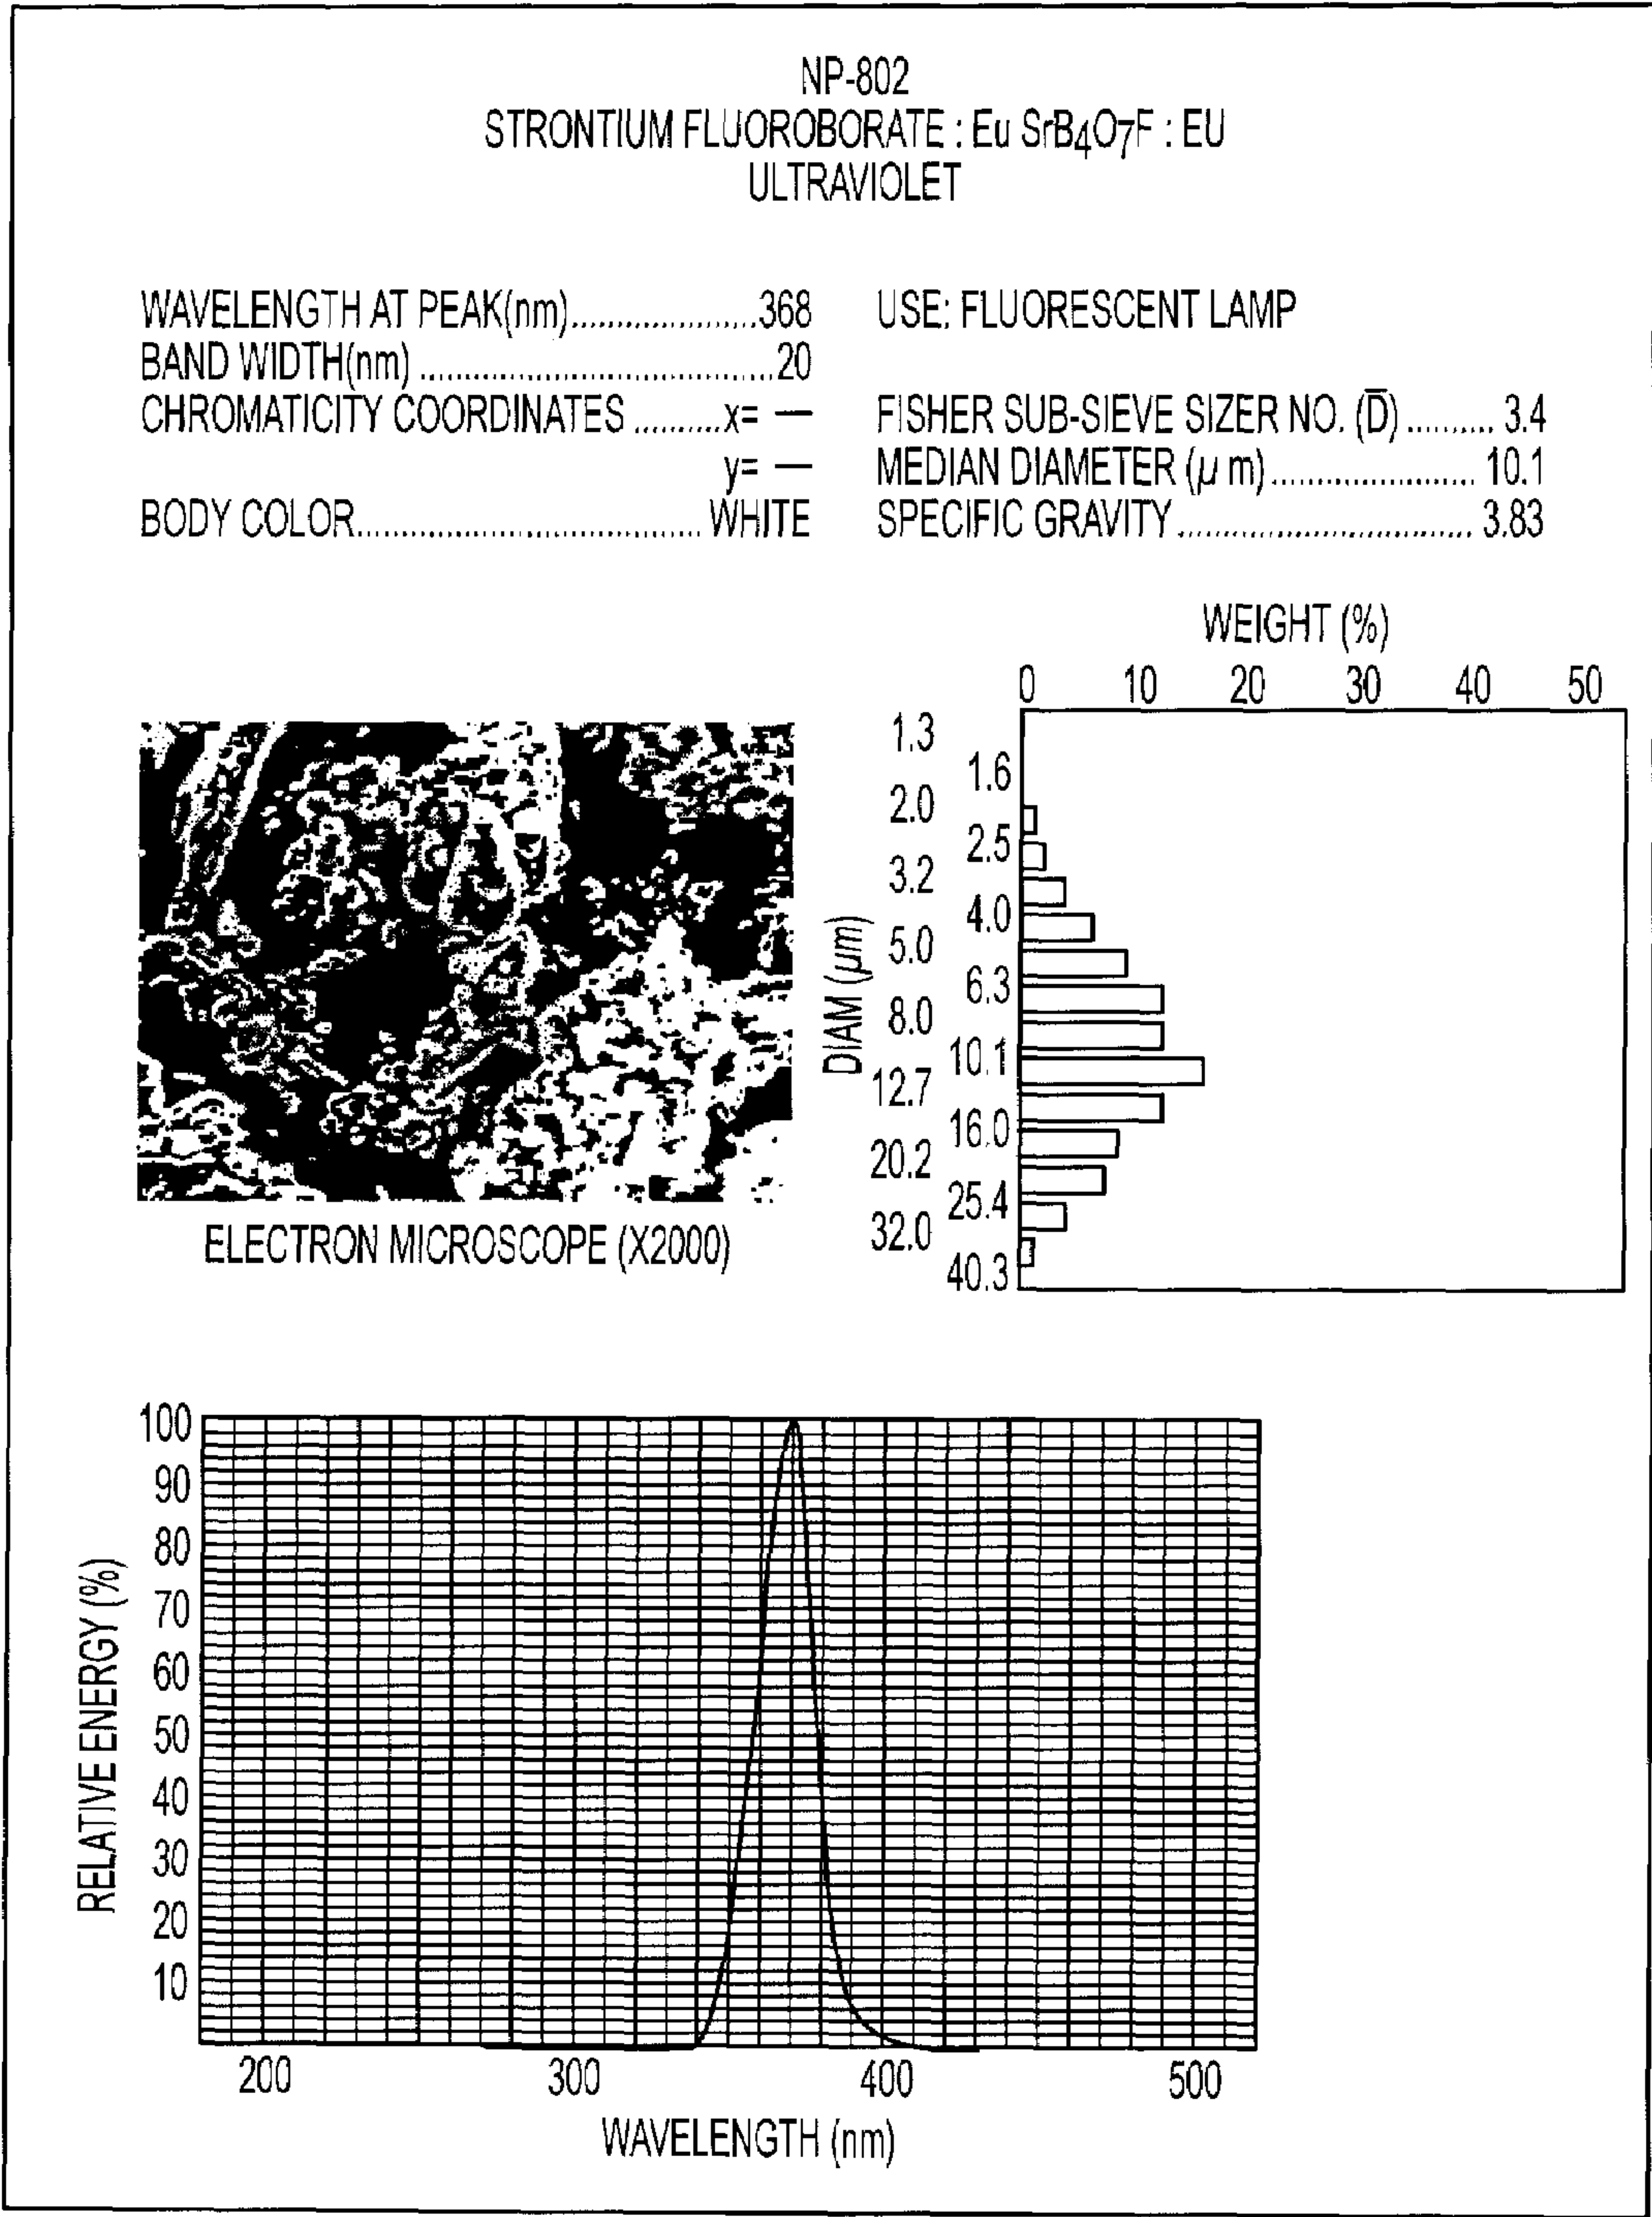 NP-802
STRONTIUM FLUOROBORATE : Eu SrB4O7F : EU
ULTRAVIOLET
WAVELENGTH AT PEAK(nm)....................368
BAND WIDTH(nm) ......................................20
CHROMATICITY COORDINATES .........x= —
y= —
BODY COLOR..................................... WHITE
USE: FLUORESCENT LAMP
FISHER SUB-SIEVE SIZER NO. (D̅) .......... 3.4
MEDIAN DIAMETER (μ m) ...................... 10.1
SPECIFIC GRAVITY ................................ 3.83
WEIGHT (%)
0 10 20 30 40 50
DIAM (μm)
1.3
1.6
2.0
2.5
3.2
4.0
5.0
6.3
8.0
10.1
12.7
16.0
20.2
25.4
32.0
40.3
ELECTRON MICROSCOPE (X2000)
RELATIVE ENERGY (%)
100
90
80
70
60
50
40
30
20
10
200 300 400 500
WAVELENGTH (nm)